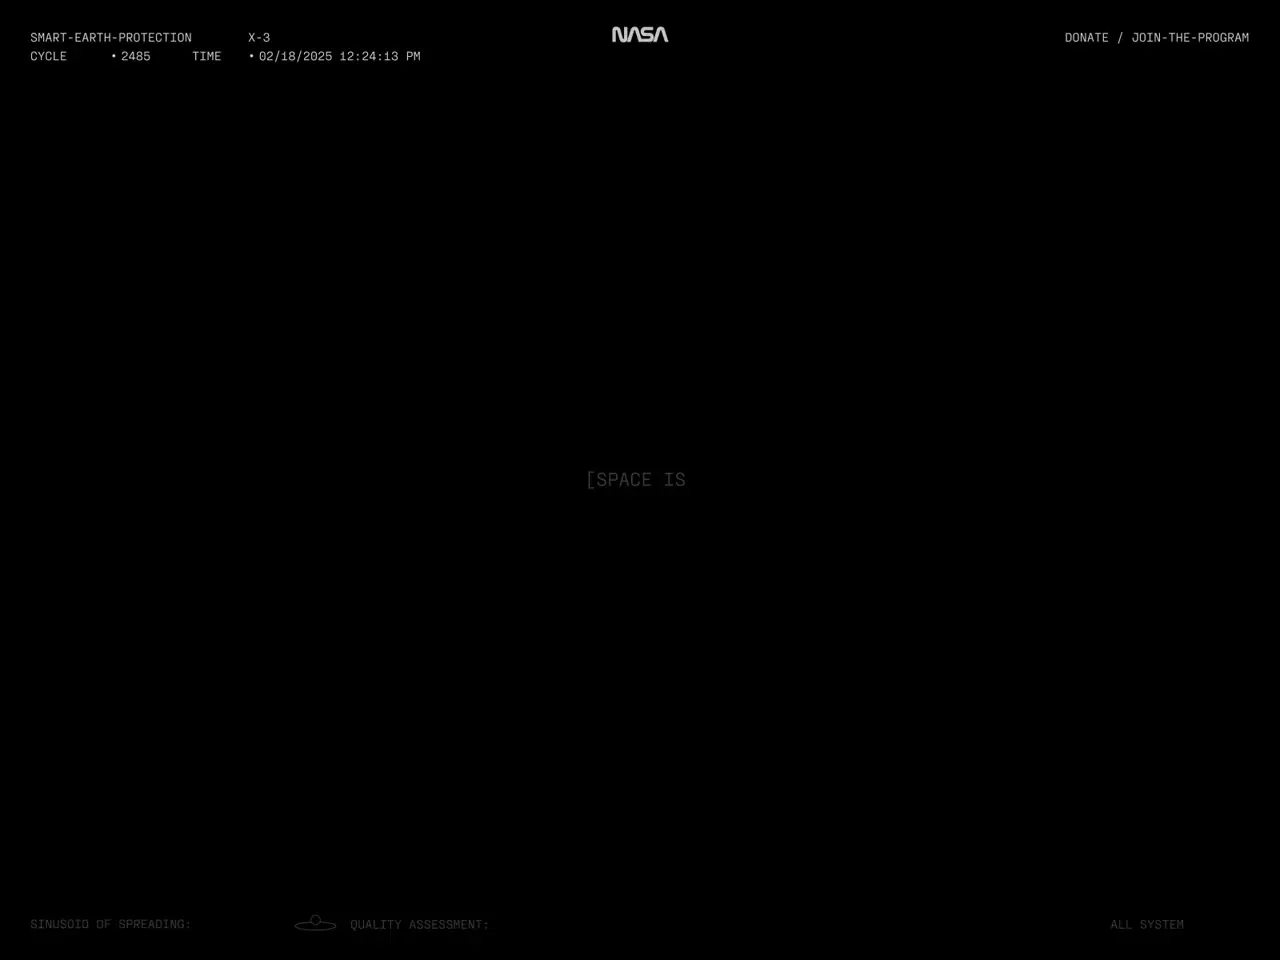 SMART-EARTH-PROTECTION X-3
CYCLE • 2485 TIME • 02/18/2025 12:24:13 PM
NASA
DONATE / JOIN-THE-PROGRAM
[SPACE IS
SINUSOID OF SPREADING:
QUALITY ASSESSMENT:
ALL SYSTEM